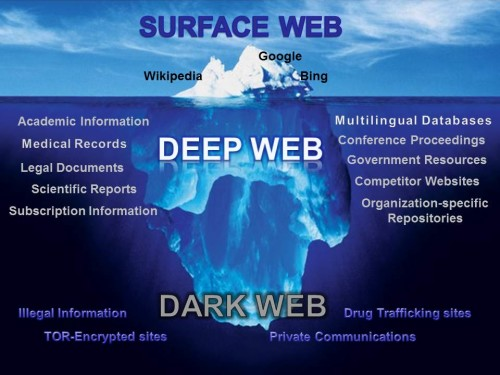 SURFACE WEB
Google
Wikipedia
Bing
Academic Information
Medical Records
Legal Documents
Scientific Reports
Subscription Information
DEEP WEB
Multilingual Databases
Conference Proceedings
Government Resources
Competitor Websites
Organization-specific
Repositories
DARK WEB
Illegal Information
TOR-Encrypted sites
Drug Trafficking sites
Private Communications